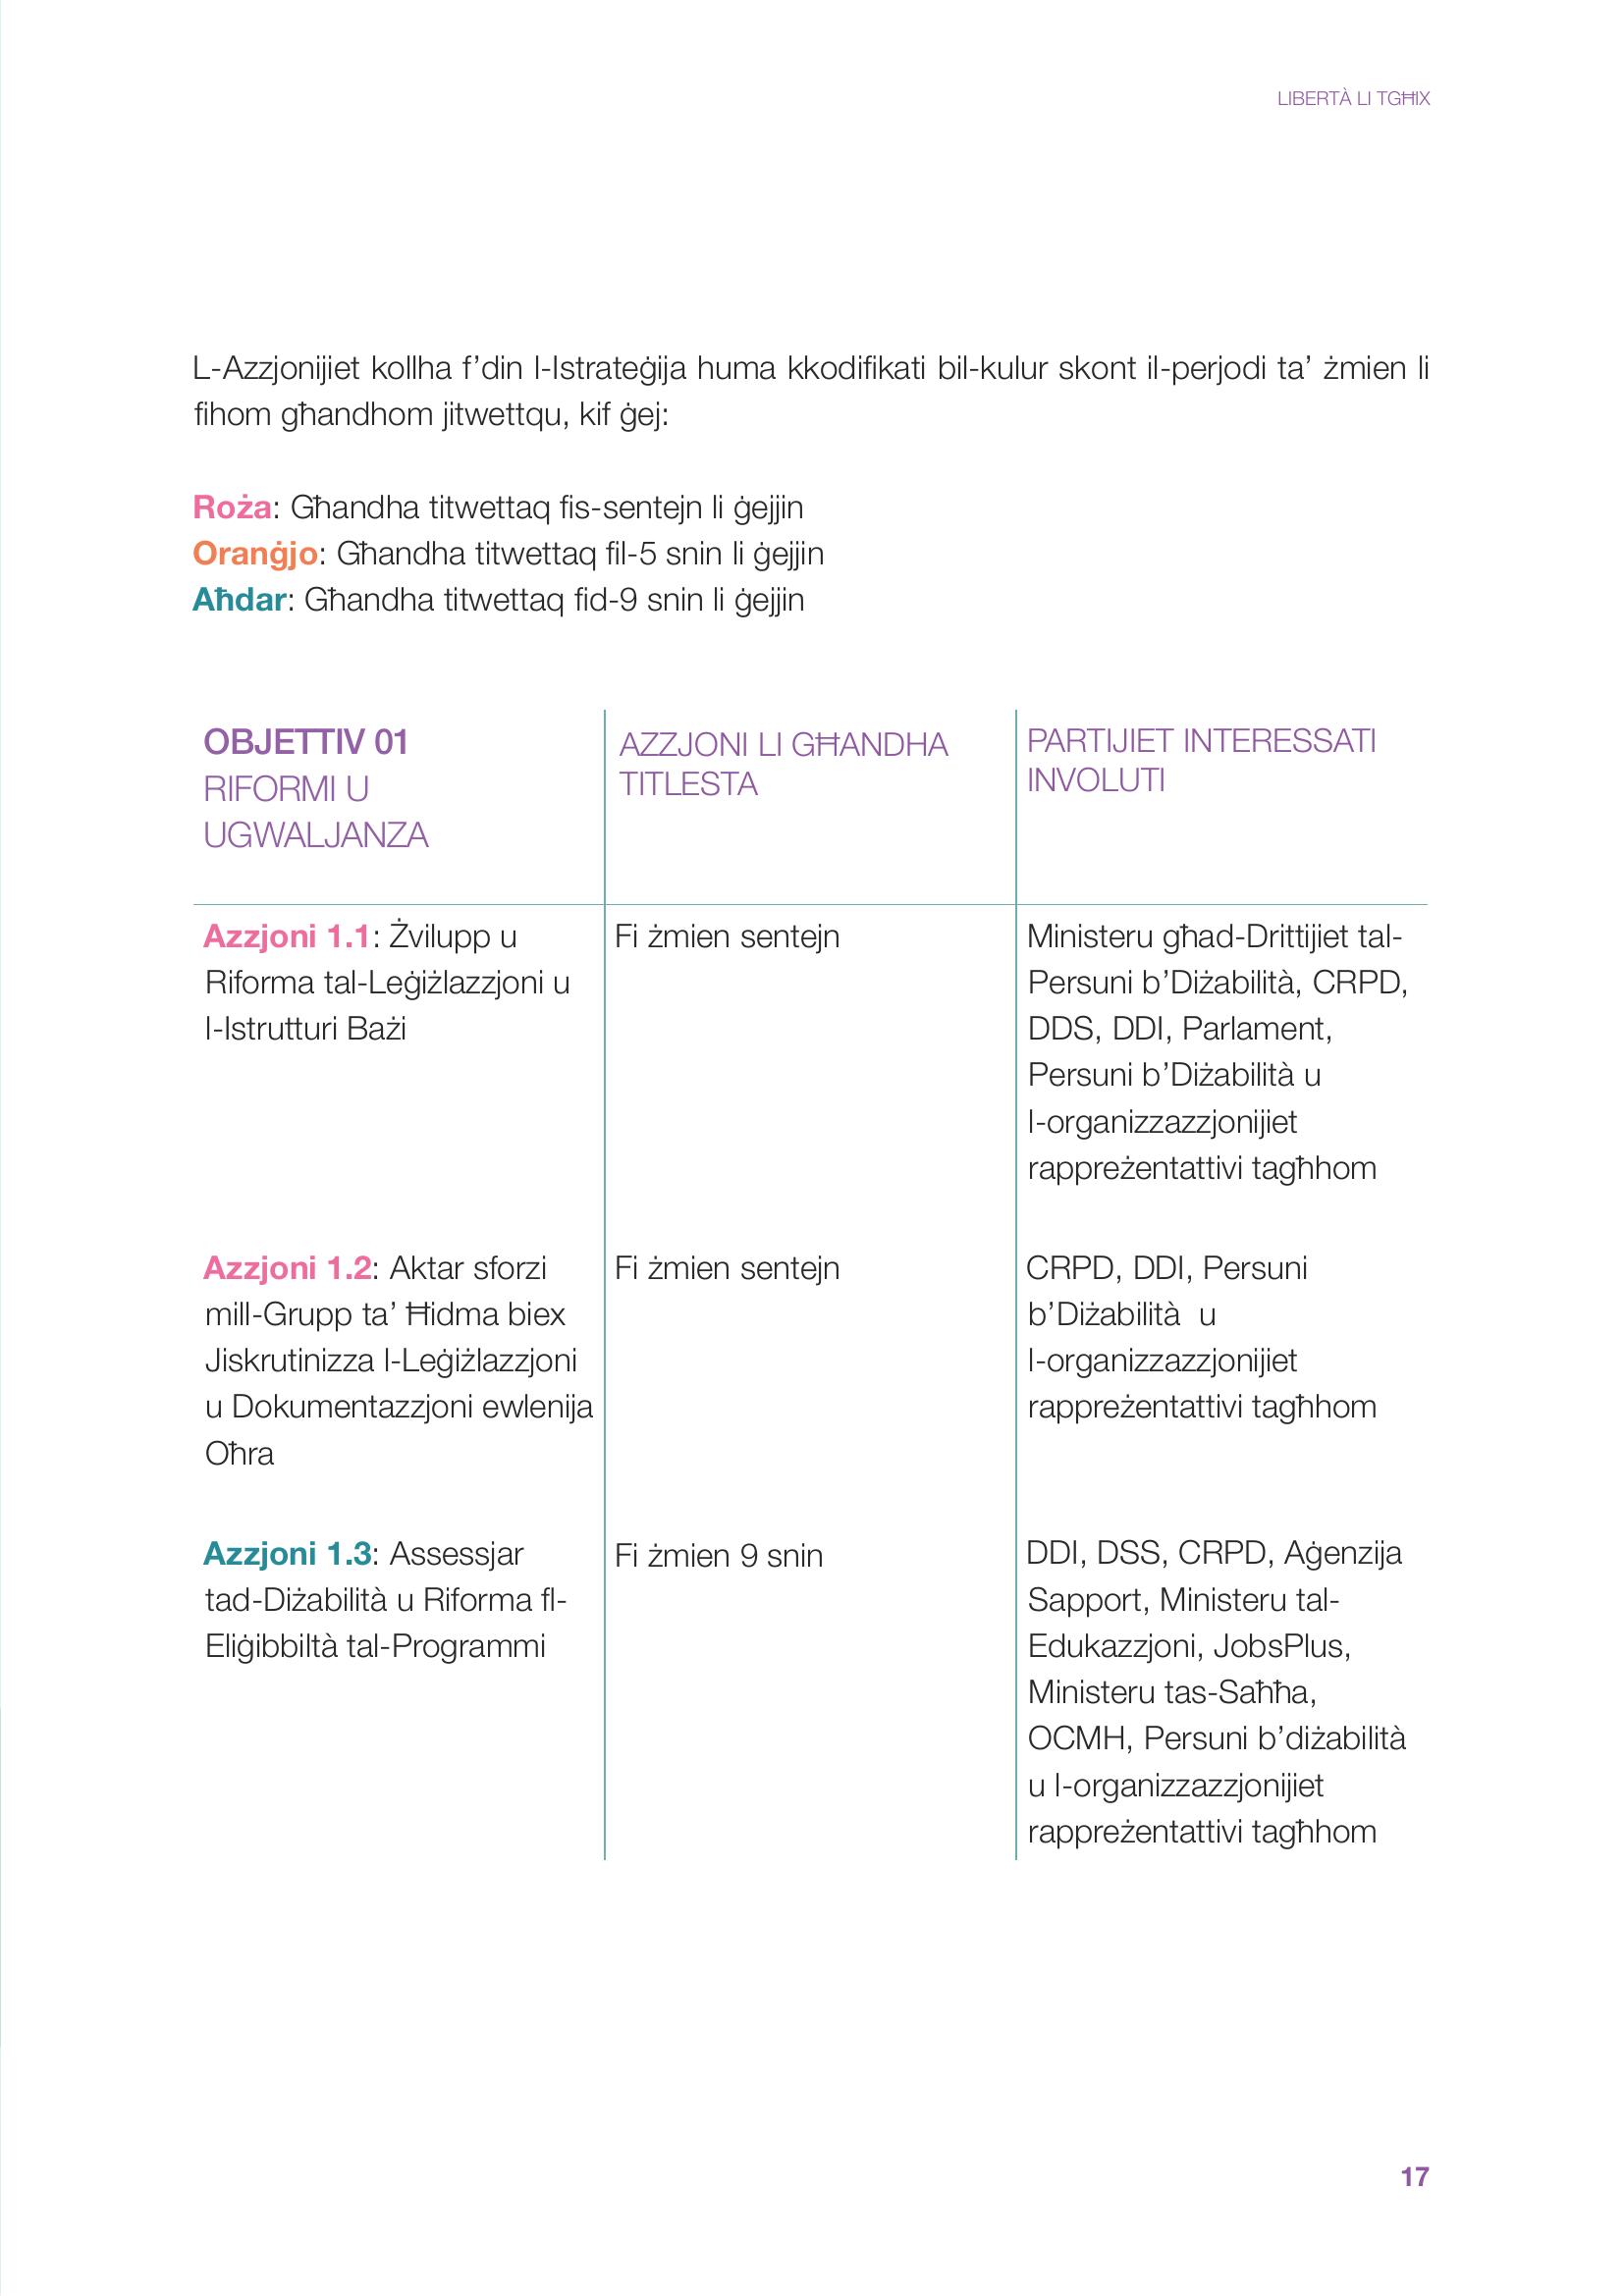 LIBERTÀ LI TGĦIX
L-Azzjonijiet kollha f’din l-Istrateġija huma kkodifikati bil-kulur skont il-perjodi ta’ żmien li
fihom għandhom jitwettqu, kif ġej:
Roża: Għandha titwettaq fis-sentejn li ġejjin
Oranġjo: Għandha titwettaq fil-5 snin li ġejjin
Aħdar: Għandha titwettaq fid-9 snin li ġejjin
OBJETTIV 01
RIFORMI U
UGWALJANZA
AZZJONI LI GĦANDHA
TITLESTA
PARTIJIET INTERESSATI
INVOLUTI
Azzjoni 1.1: Żvilupp u
Riforma tal-Leġiżlazzjoni u
l-Istrutturi Bażi
Fi żmien sentejn
Ministeru għad-Drittijiet tal-
Persuni b’Diżabilità, CRPD,
DDS, DDI, Parlament,
Persuni b’Diżabilità u
l-organizzazzjonijiet
rappreżentattivi tagħhom
Azzjoni 1.2: Aktar sforzi
mill-Grupp ta’ Ħidma biex
Jiskrutinizza l-Leġiżlazzjoni
u Dokumentazzjoni ewlenija
Oħra
Fi żmien sentejn
CRPD, DDI, Persuni
b’Diżabilità  u
l-organizzazzjonijiet
rappreżentattivi tagħhom
Azzjoni 1.3: Assessjar
tad-Diżabilità u Riforma fl-
Eliġibbiltà tal-Programmi
Fi żmien 9 snin
DDI, DSS, CRPD, Aġenzija
Sapport, Ministeru tal-
Edukazzjoni, JobsPlus,
Ministeru tas-Saħħa,
OCMH, Persuni b’diżabilità
u l-organizzazzjonijiet
rappreżentattivi tagħhom
17